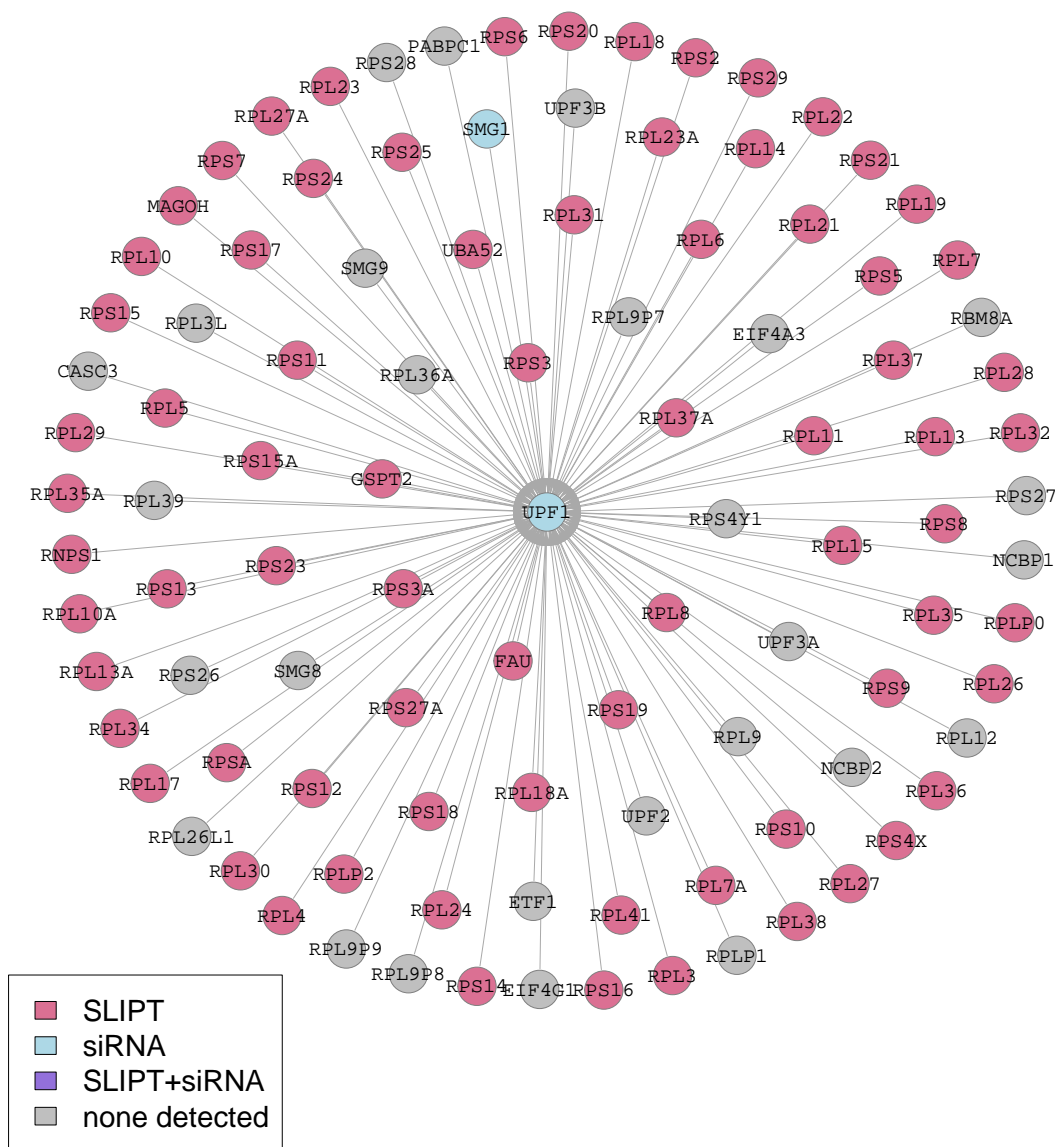 RPS20
RPS6
RPL18
PABPC1
RPS2
RPS28
RPS29
RPL23
UPF3B
RPL27A
RPL22
SMG1
RPL23A
RPL14
RPS25
RPS21
RPS7
RPS24
RPL19
MAGOH
RPL31
RPL21
RPL6
RPS17
UBA52
RPL10
RPL7
SMG9
RPS5
RPS15
RPL9P7
RBM8A
RPL3L
EIF4A3
RPS11
RPS3
RPL37
CASC3
RPL36A
RPL28
RPL5
RPL37A
RPL29
RPL11
RPL13
RPL32
RPS15A
GSPT2
RPL35A
RPL39
RPS27
UPF1
RPS4Y1
RPS8
RPL15
RNPS1
NCBP1
RPS23
RPS13
RPS3A
RPL10A
RPL8
RPL35
RPLP0
UPF3A
FAU
RPL13A
RPS26
SMG8
RPS9
RPL26
RPS27A
RPS19
RPL34
RPL9
RPL12
RPSA
NCBP2
RPL17
RPS12
RPL18A
RPL36
RPS18
UPF2
RPS10
RPL26L1
RPS4X
RPL30
RPLP2
RPL7A
RPL27
ETF1
RPL4
RPL24
RPL41
RPL38
RPL9P9
RPLP1
RPL9P8
RPL3
RPS14
EIF4G1
RPS16
SLIPT
siRNA
SLIPT+siRNA
none detected